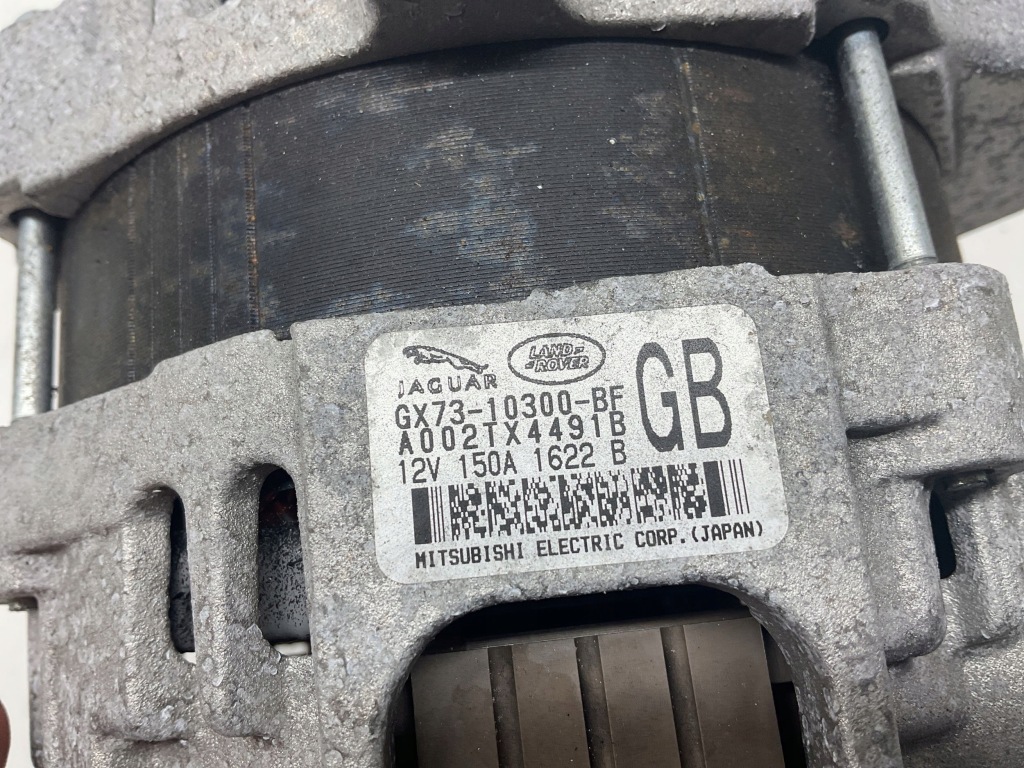 JAGUAR
LAND
ROVER
GB
GX73-10300-BF
A002TX4491B
12V 150A 1622 B
MITSUBISHI ELECTRIC CORP.(JAPAN)